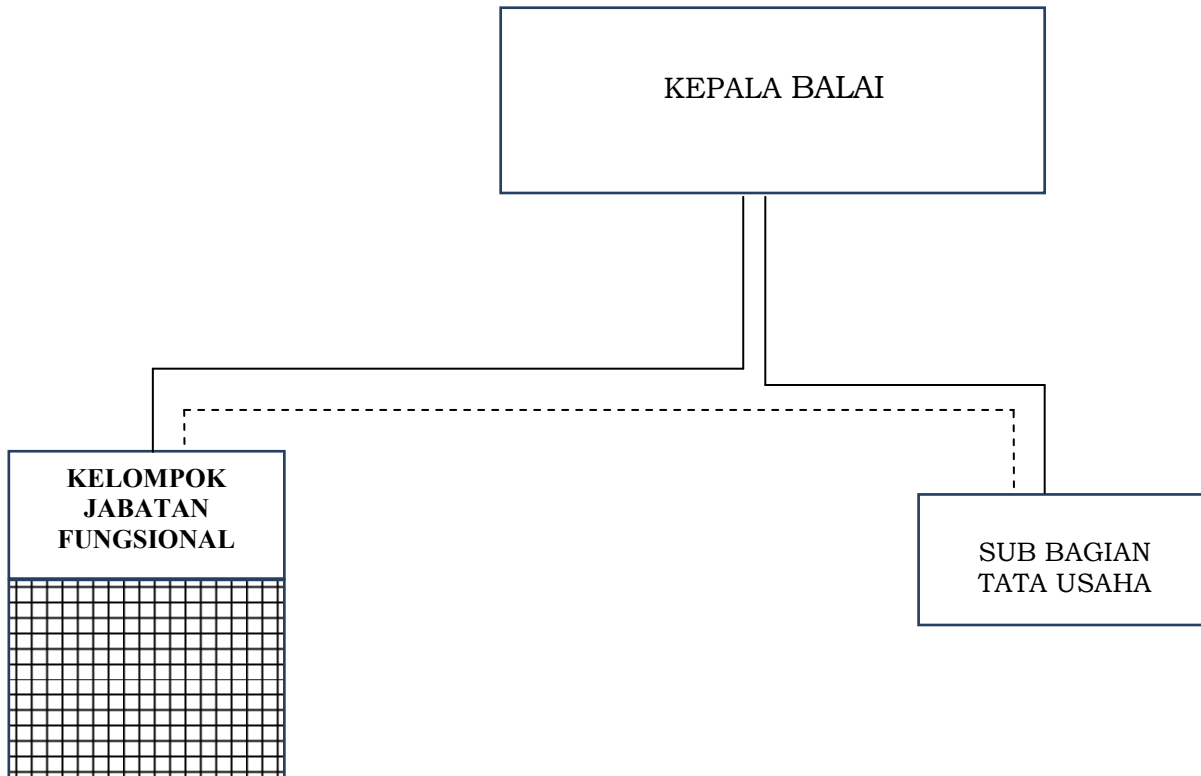 KEPALA BALAI
KELOMPOK
JABATAN
FUNGSIONAL
SUB BAGIAN
TATA USAHA